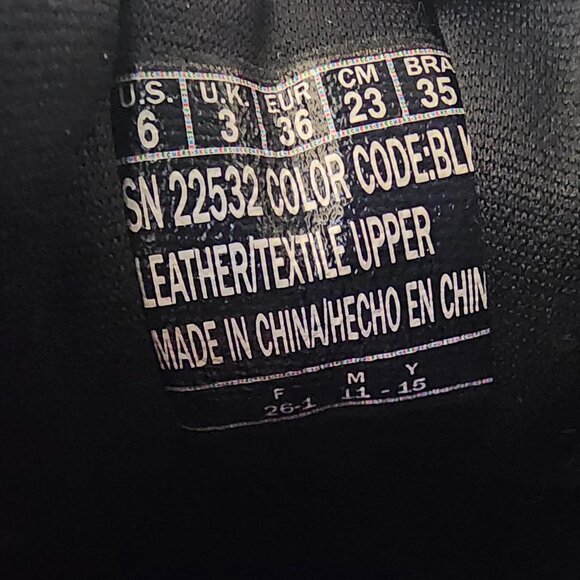 U.S. U.K. EUR CM BRA
6 3 36 23 35
SN 22532 COLOR CODE:BLK
LEATHER/TEXTILE UPPER
MADE IN CHINA/HECHO EN CHIN
F M Y
26-1 11 - 15